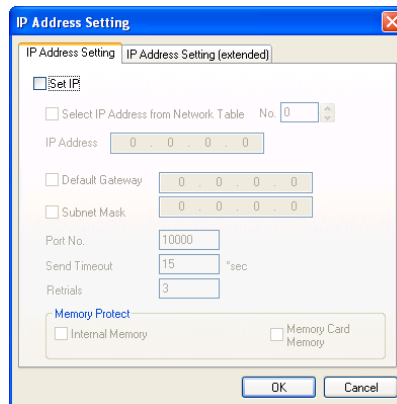 IP Address Setting
IP Address Setting IP Address Setting (extended)
Set IP
Select IP Address from Network Table No. 0
IP Address 0 . 0 . 0 . 0
Default Gateway 0 . 0 . 0 . 0
Subnet Mask 0 . 0 . 0 . 0
Port No. 10000
Send Timeout 15 *sec
Retrials 3
Memory Protect
Internal Memory Memory Card Memory
OK Cancel